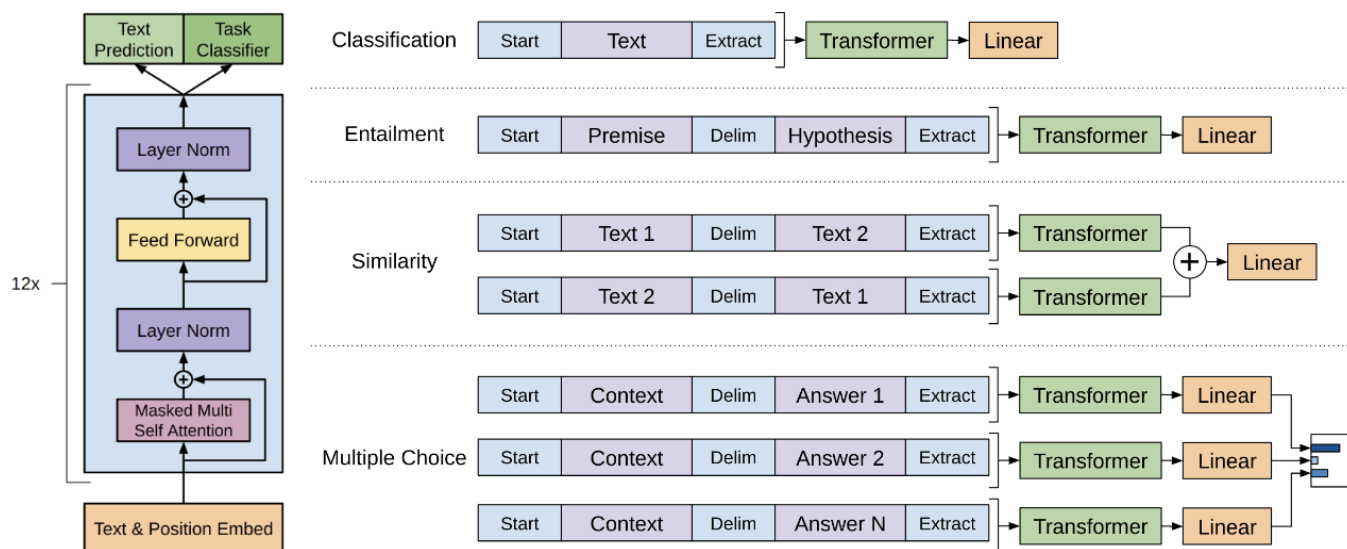 Text
Prediction
Task
Classifier
12x
Layer Norm
Feed Forward
Layer Norm
Masked Multi
Self Attention
Text & Position Embed
Classification
Start Text Extract Transformer Linear
Entailment
Start Premise Delim Hypothesis Extract Transformer Linear
Similarity
Start Text 1 Delim Text 2 Extract Transformer
Linear
Start Text 2 Delim Text 1 Extract Transformer
Multiple Choice
Start Context Delim Answer 1 Extract Transformer Linear
Start Context Delim Answer 2 Extract Transformer Linear
Start Context Delim Answer N Extract Transformer Linear